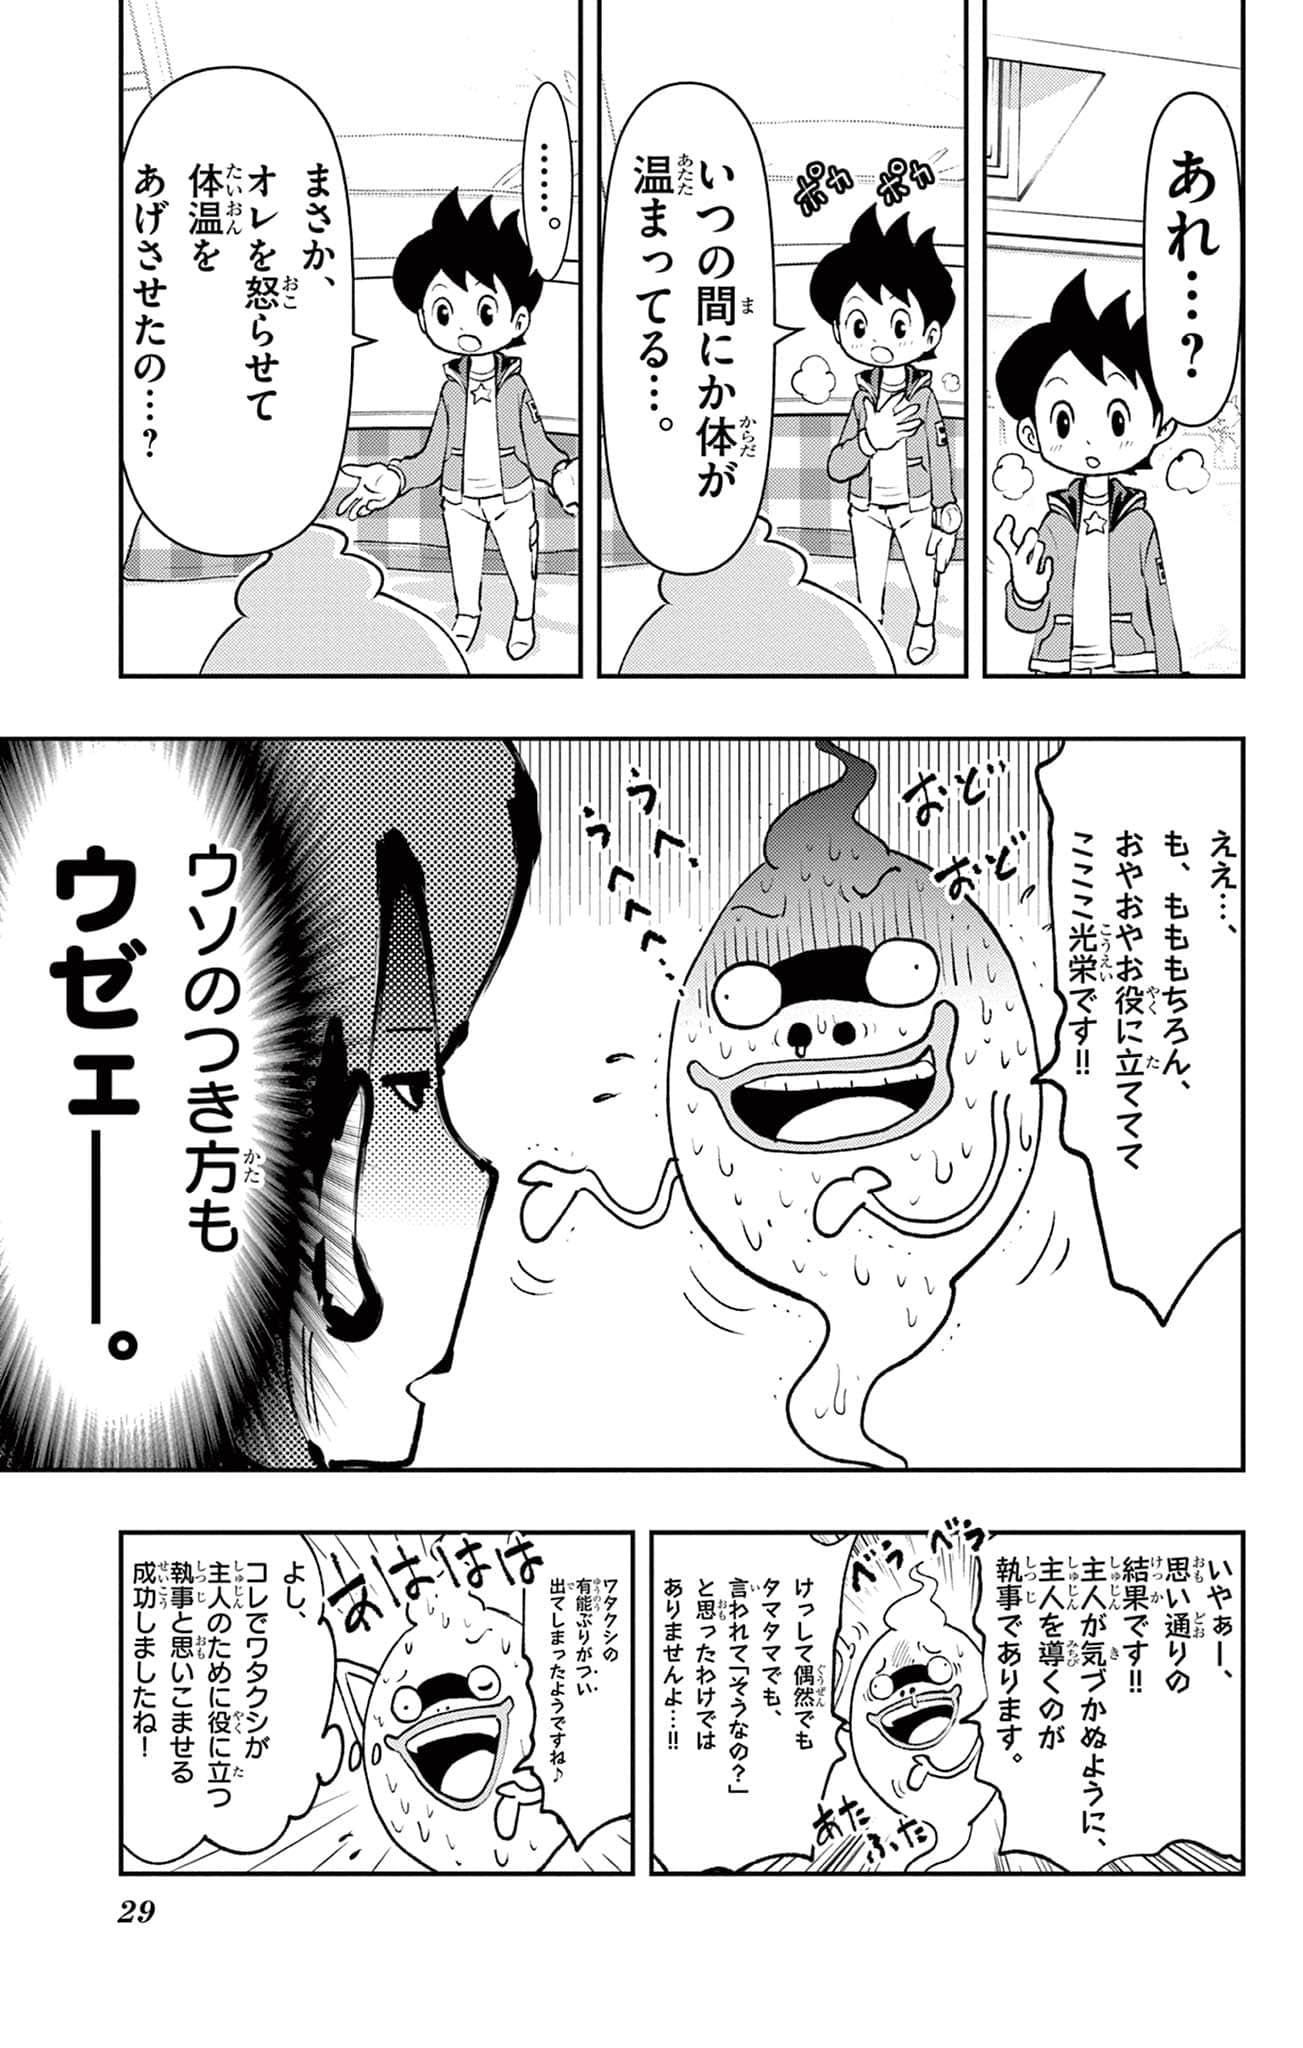 あれ…？
ポカ
ポカ
いつの間にか体が
温まってる…。
……。
まさか、
オレを怒らせて
体温を
あげさせたの…？
ええ…、
も、ももももちろん、
おやおやお役に立ててて
こここ光栄です!!
おど
おど
うう
うう
ウソのつき方も
ウゼェ――。
いやぁー、
思い通りの
結果です!!
主人が気づかぬように、
主人を導くのが
執事であります。
ベラ
ベラ
けっして偶然でも
タマタマでも、
言われて「そうなの？」
と思ったわけでは
ありませんよ…!!
あた
ふた
ワタクシの
有能ぶりがつい
出てしまったようですね♪
はははは
よし、
コレでワタクシが
主人のために役に立つ
執事と思いこませる
成功しましたね！
29